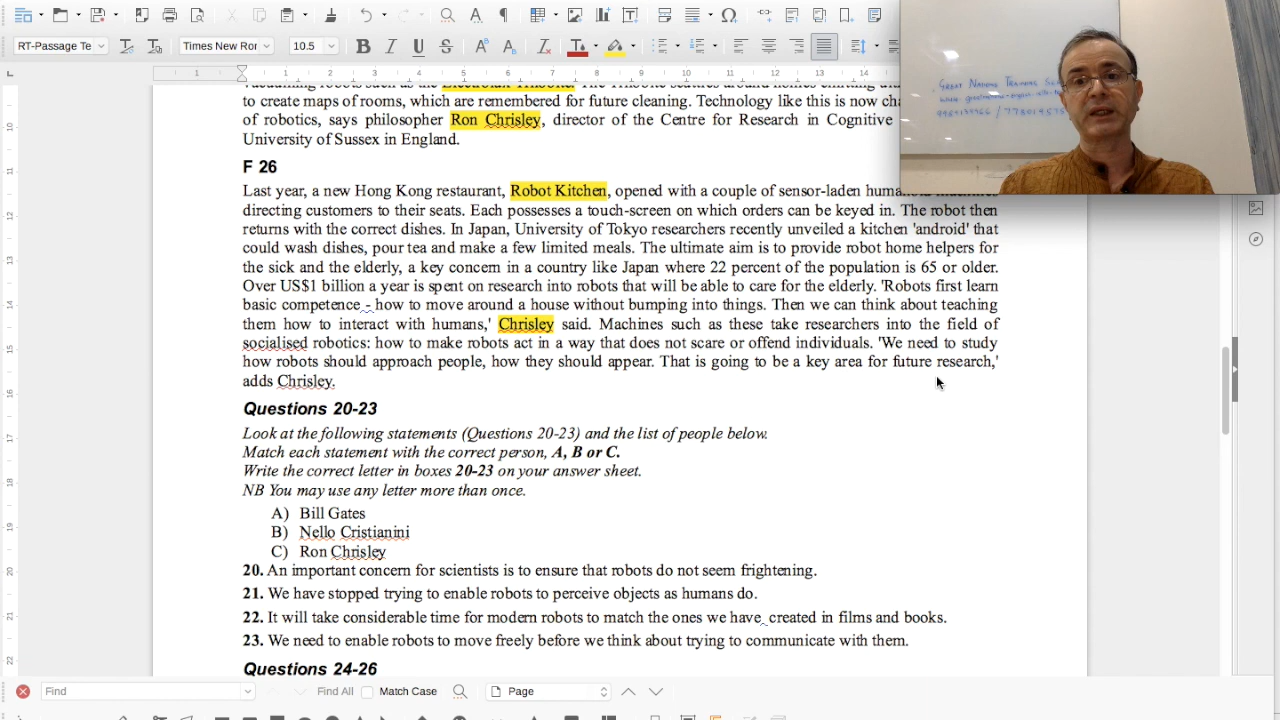 RT-Passage Te
Times New Ror
10.5
1 1 2 3 4 5 6 7 8 9 10 11 12 13 14
to create maps of rooms, which are remembered for future cleaning. Technology like this is now
of robotics, says philosopher Ron Chrisley, director of the Centre for Research in Cognitive
University of Sussex in England.
F 26
Last year, a new Hong Kong restaurant, Robot Kitchen, opened with a couple of sensor-laden
directing customers to their seats. Each possesses a touch-screen on which orders can be keyed in. The robot then
returns with the correct dishes. In Japan, University of Tokyo researchers recently unveiled a kitchen 'android' that
could wash dishes, pour tea and make a few limited meals. The ultimate aim is to provide robot home helpers for
the sick and the elderly, a key concern in a country like Japan where 22 percent of the population is 65 or older.
Over US$1 billion a year is spent on research into robots that will be able to care for the elderly. 'Robots first learn
basic competence - how to move around a house without bumping into things. Then we can think about teaching
them how to interact with humans,' Chrisley said. Machines such as these take researchers into the field of
socialised robotics: how to make robots act in a way that does not scare or offend individuals. 'We need to study
how robots should approach people, how they should appear. That is going to be a key area for future research,'
adds Chrisley.
Questions 20-23
Look at the following statements (Questions 20-23) and the list of people below.
Match each statement with the correct person, A, B or C.
Write the correct letter in boxes 20-23 on your answer sheet.
NB You may use any letter more than once.
A) Bill Gates
B) Nello Cristianini
C) Ron Chrisley
20. An important concern for scientists is to ensure that robots do not seem frightening.
21. We have stopped trying to enable robots to perceive objects as humans do.
22. It will take considerable time for modern robots to match the ones we have created in films and books.
23. We need to enable robots to move freely before we think about trying to communicate with them.
Questions 24-26
Find
Find All
Match Case
Page